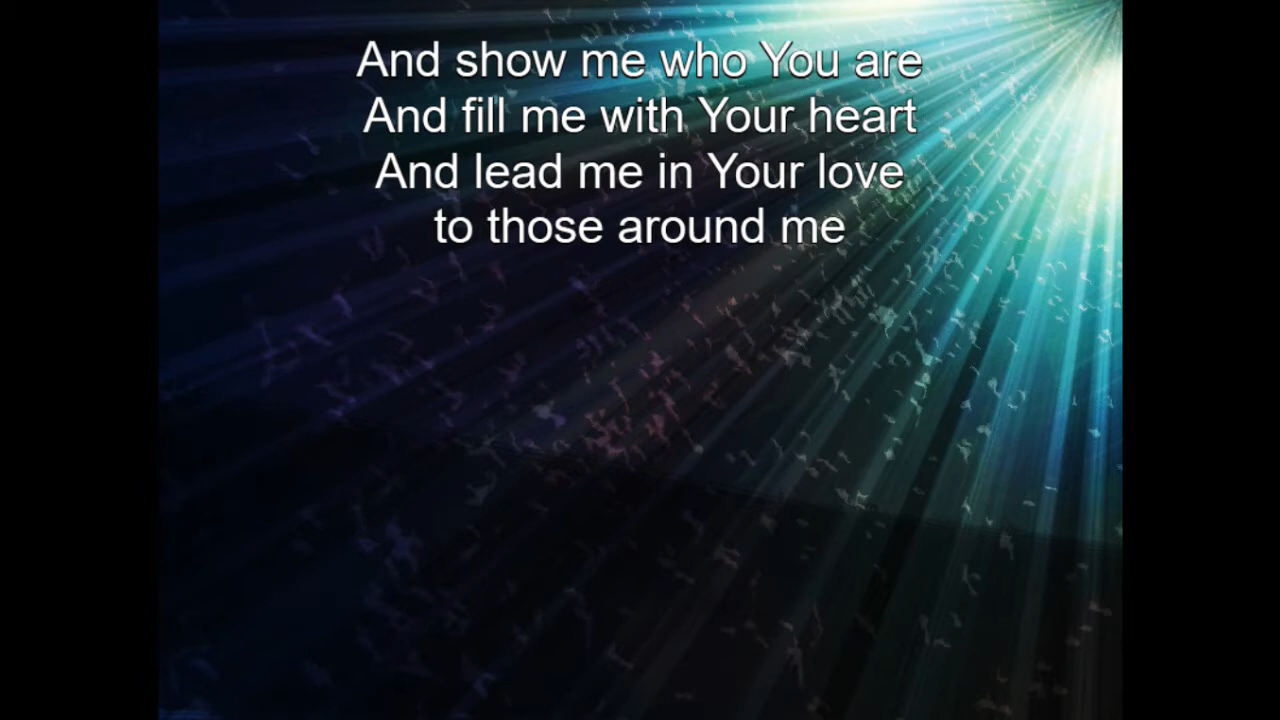 And show me who You are
And fill me with Your heart
And lead me in Your love
to those around me